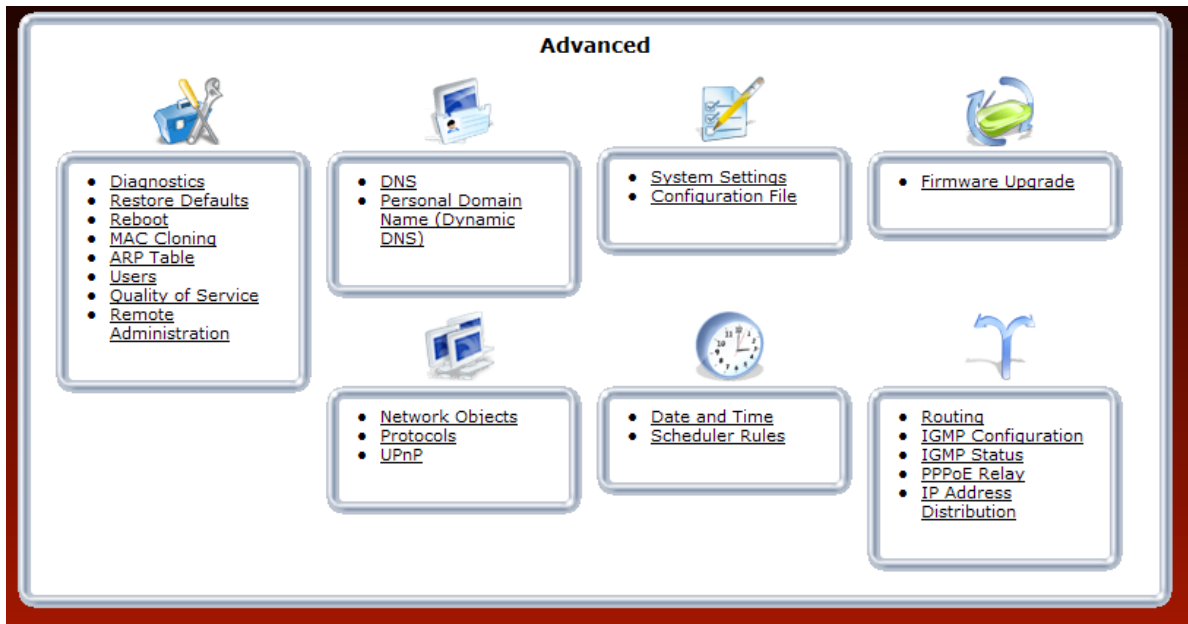 Advanced
Diagnostics
Restore Defaults
Reboot
MAC Cloning
ARP Table
Users
Quality of Service
Remote
Administration
DNS
Personal Domain
Name (Dynamic
DNS)
System Settings
Configuration File
Firmware Upgrade
Network Objects
Protocols
UPnP
Date and Time
Scheduler Rules
Routing
IGMP Configuration
IGMP Status
PPPoE Relay
IP Address
Distribution